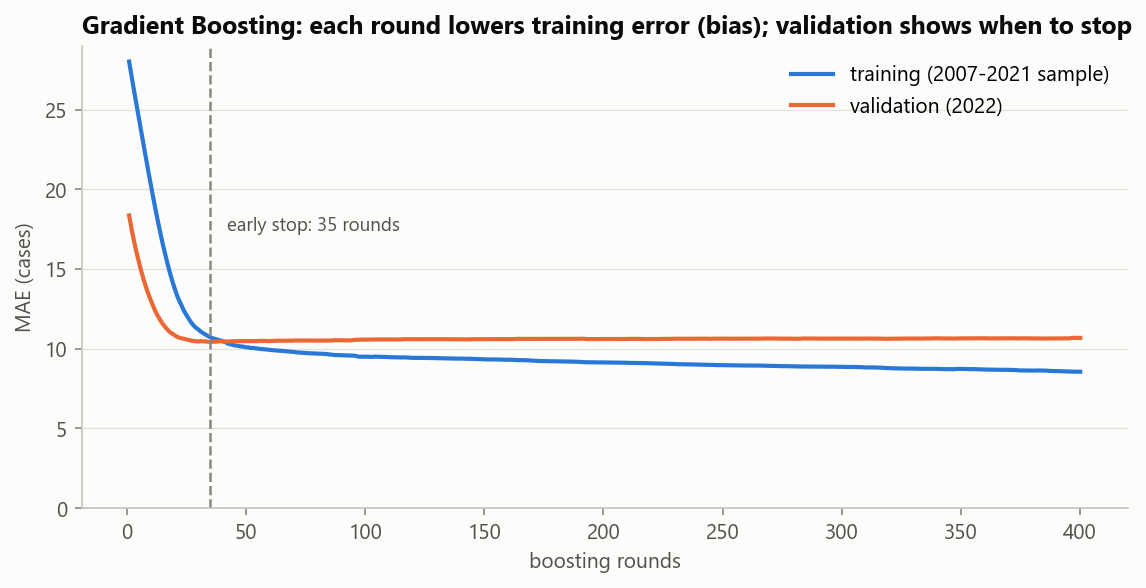 Gradient Boosting: each round lowers training error (bias); validation shows when to stop
training (2007-2021 sample)
validation (2022)
25
20
15
10
5
0
MAE (cases)
early stop: 35 rounds
0 50 100 150 200 250 300 350 400
boosting rounds